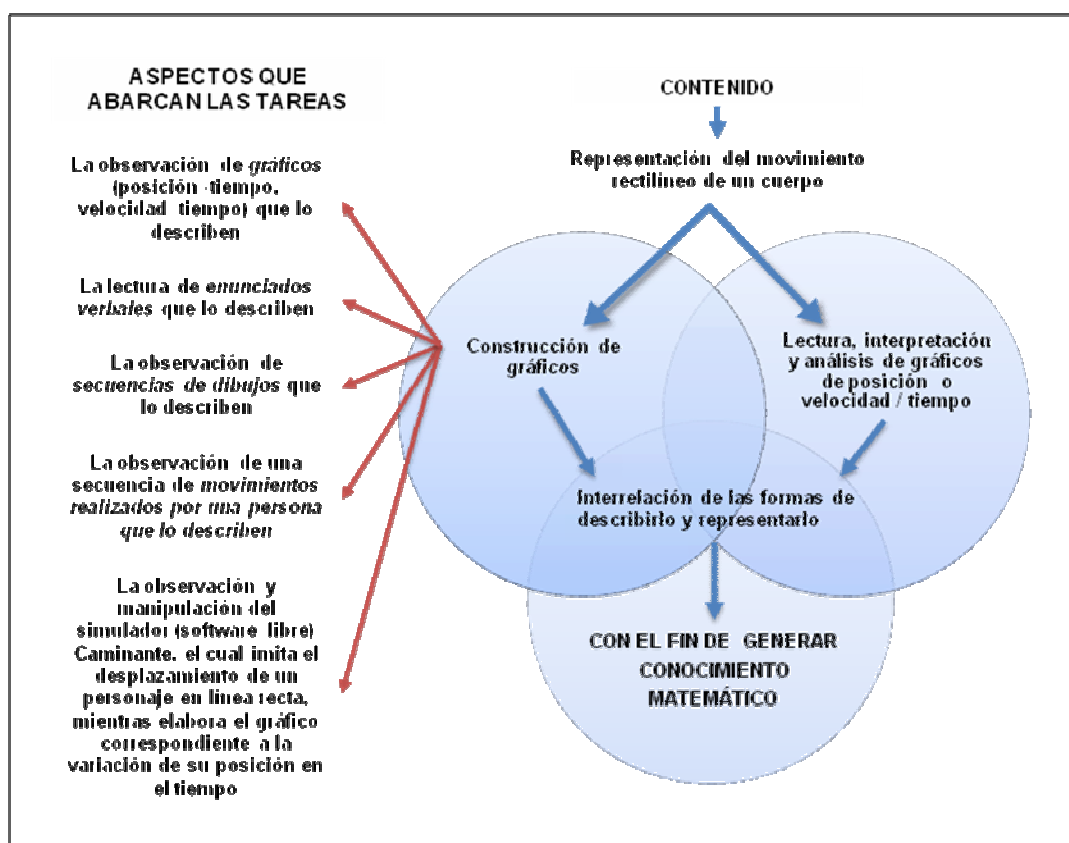 ASPECTOS QUE
ABARCAN LAS TAREAS
La observación de gráficos
(posición -tiempo,
velocidad tiempo) que lo
describen
La lectura de enunciados
verbales que lo describen
La observación de
secuencias de dibujos que
lo describen
La observación de una
secuencia de movimientos
realizados por una persona
que lo describen
La observación y
manipulación del
simulador (software libre)
Caminante, el cual imita el
desplazamiento de un
personaje en línea recta,
mientras elabora el gráfico
correspondiente a la
variación de su posición en
el tiempo
CONTENIDO
Representación del movimiento
rectilíneo de un cuerpo
Construcción de
gráficos
Lectura, interpretación
y análisis de gráficos
de posición o
velocidad / tiempo
Interrelación de las formas de
describirlo y representarlo
CON EL FIN DE GENERAR
CONOCIMIENTO
MATEMÁTICO